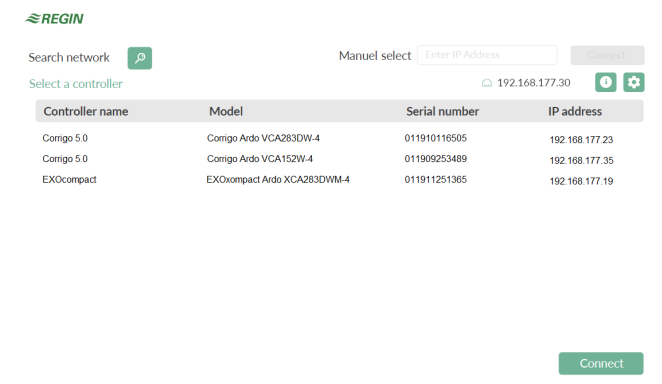 REGIN
Search network
Manuel select Enter IP Address Connect
Select a controller
192.168.177.30
Controller name Model Serial number IP address
Corrigo 5.0 Corrigo Ardo VCA283DW-4 011910116505 192.168.177.23
Corrigo 5.0 Corrigo Ardo VCA152W-4 011909253489 192.168.177.35
EXOcompact EXOxompact Ardo XCA283DWM-4 011911251365 192.168.177.19
Connect